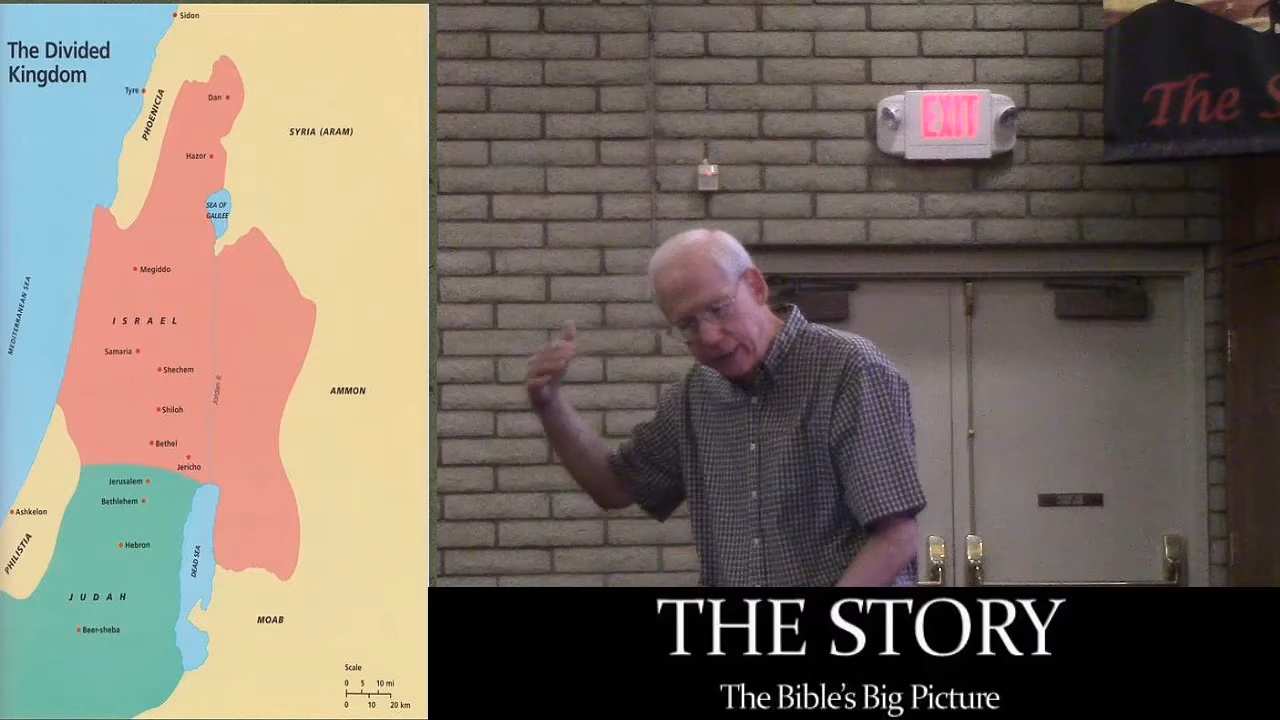 The Divided
Kingdom
Sidon
Tyre
PHOENICIA
Dan
SYRIA (ARAM)
Hazor
SEA OF
GALILEE
MEDITERRANEAN SEA
Megiddo
ISRAEL
Samaria
Shechem
Jordan R.
AMMON
Shiloh
Bethel
Jericho
Jerusalem
Bethlehem
Ashkelon
PHILISTIA
Hebron
DEAD SEA
JUDAH
MOAB
Beer-sheba
Scale
0 5 10 mi
0 10 20 km
EXIT
The S
THE STORY
The Bible's Big Picture